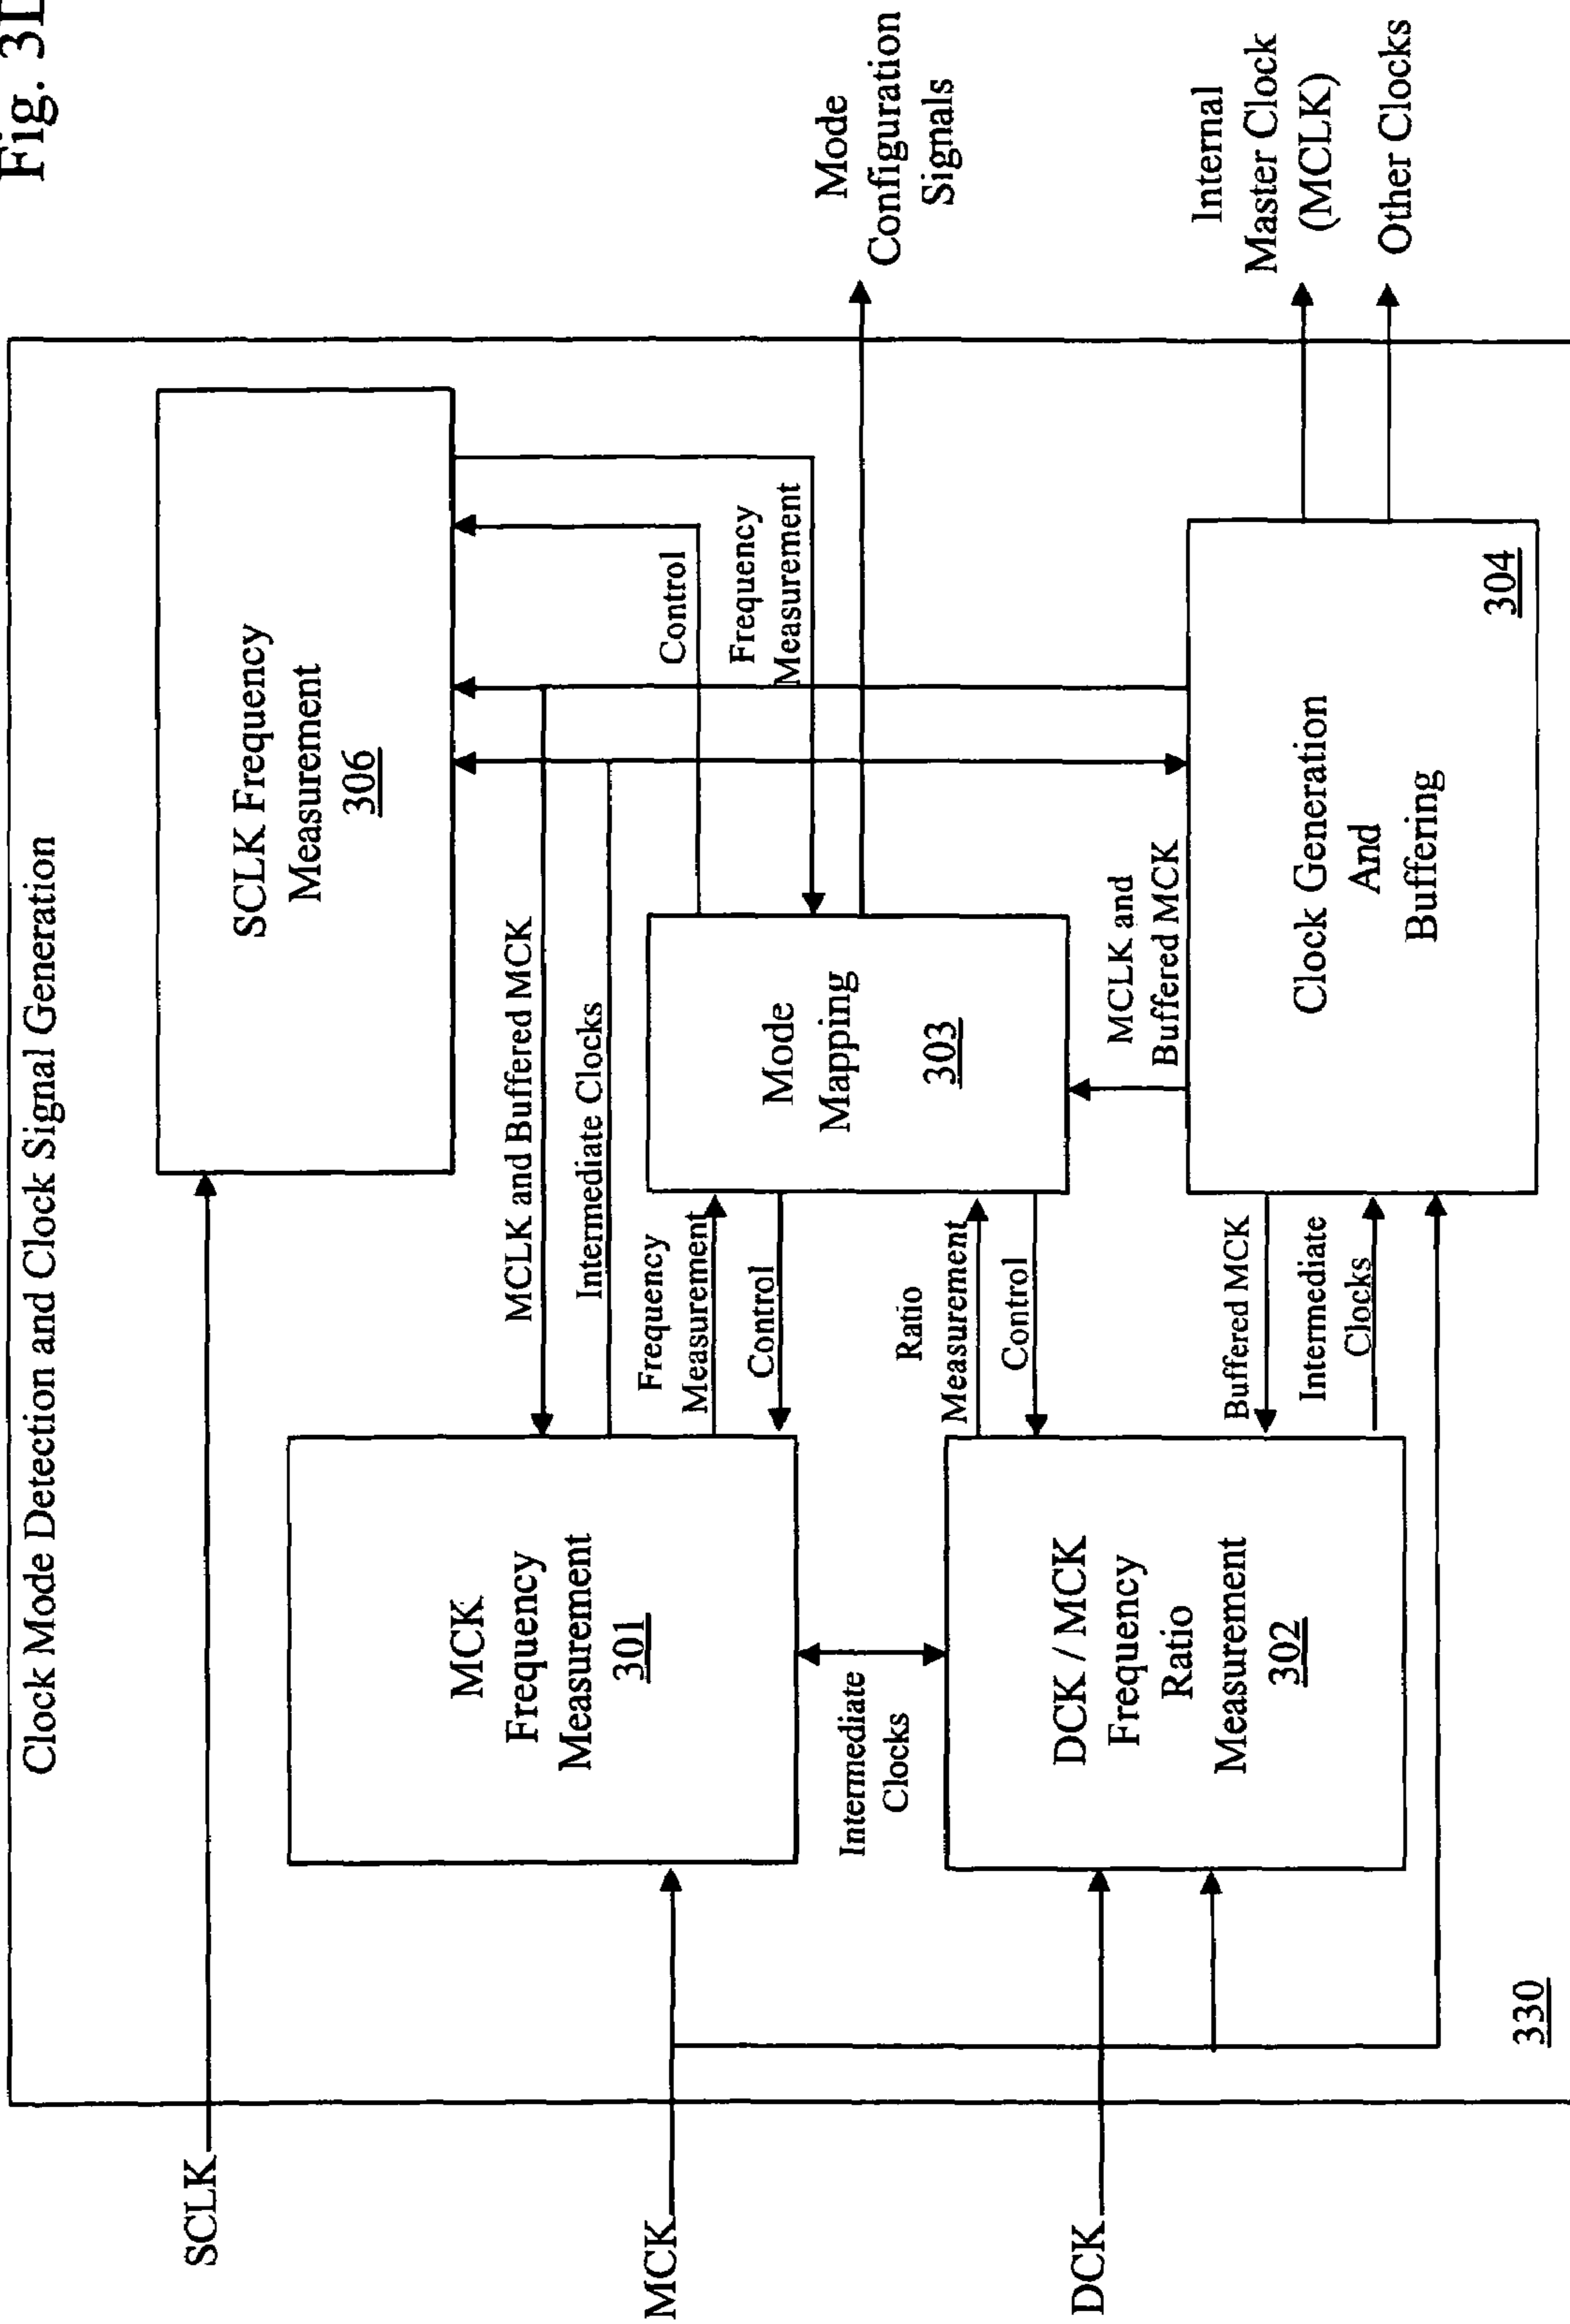 Fig.
Clock Mode Detection and Clock Signal Generation
SCLK
SCLK Frequency
Measurement
306
MCLK and Buffered MCK
Intermediate Clocks
Control
Frequency
Measurement
MCK
MCK
Frequency
Measurement
301
Frequency
Measurement
Control
Mode
Mapping
303
Mode
Configuration
Signals
Intermediate
Clocks
Ratio
Measurement
Control
DCK
DCK / MCK
Frequency
Ratio
Measurement
302
MCLK and
Buffered MCK
Buffered MCK
Intermediate
Clocks
Clock Generation
And
Buffering
304
Internal
Master Clock
(MCLK)
Other Clocks
330